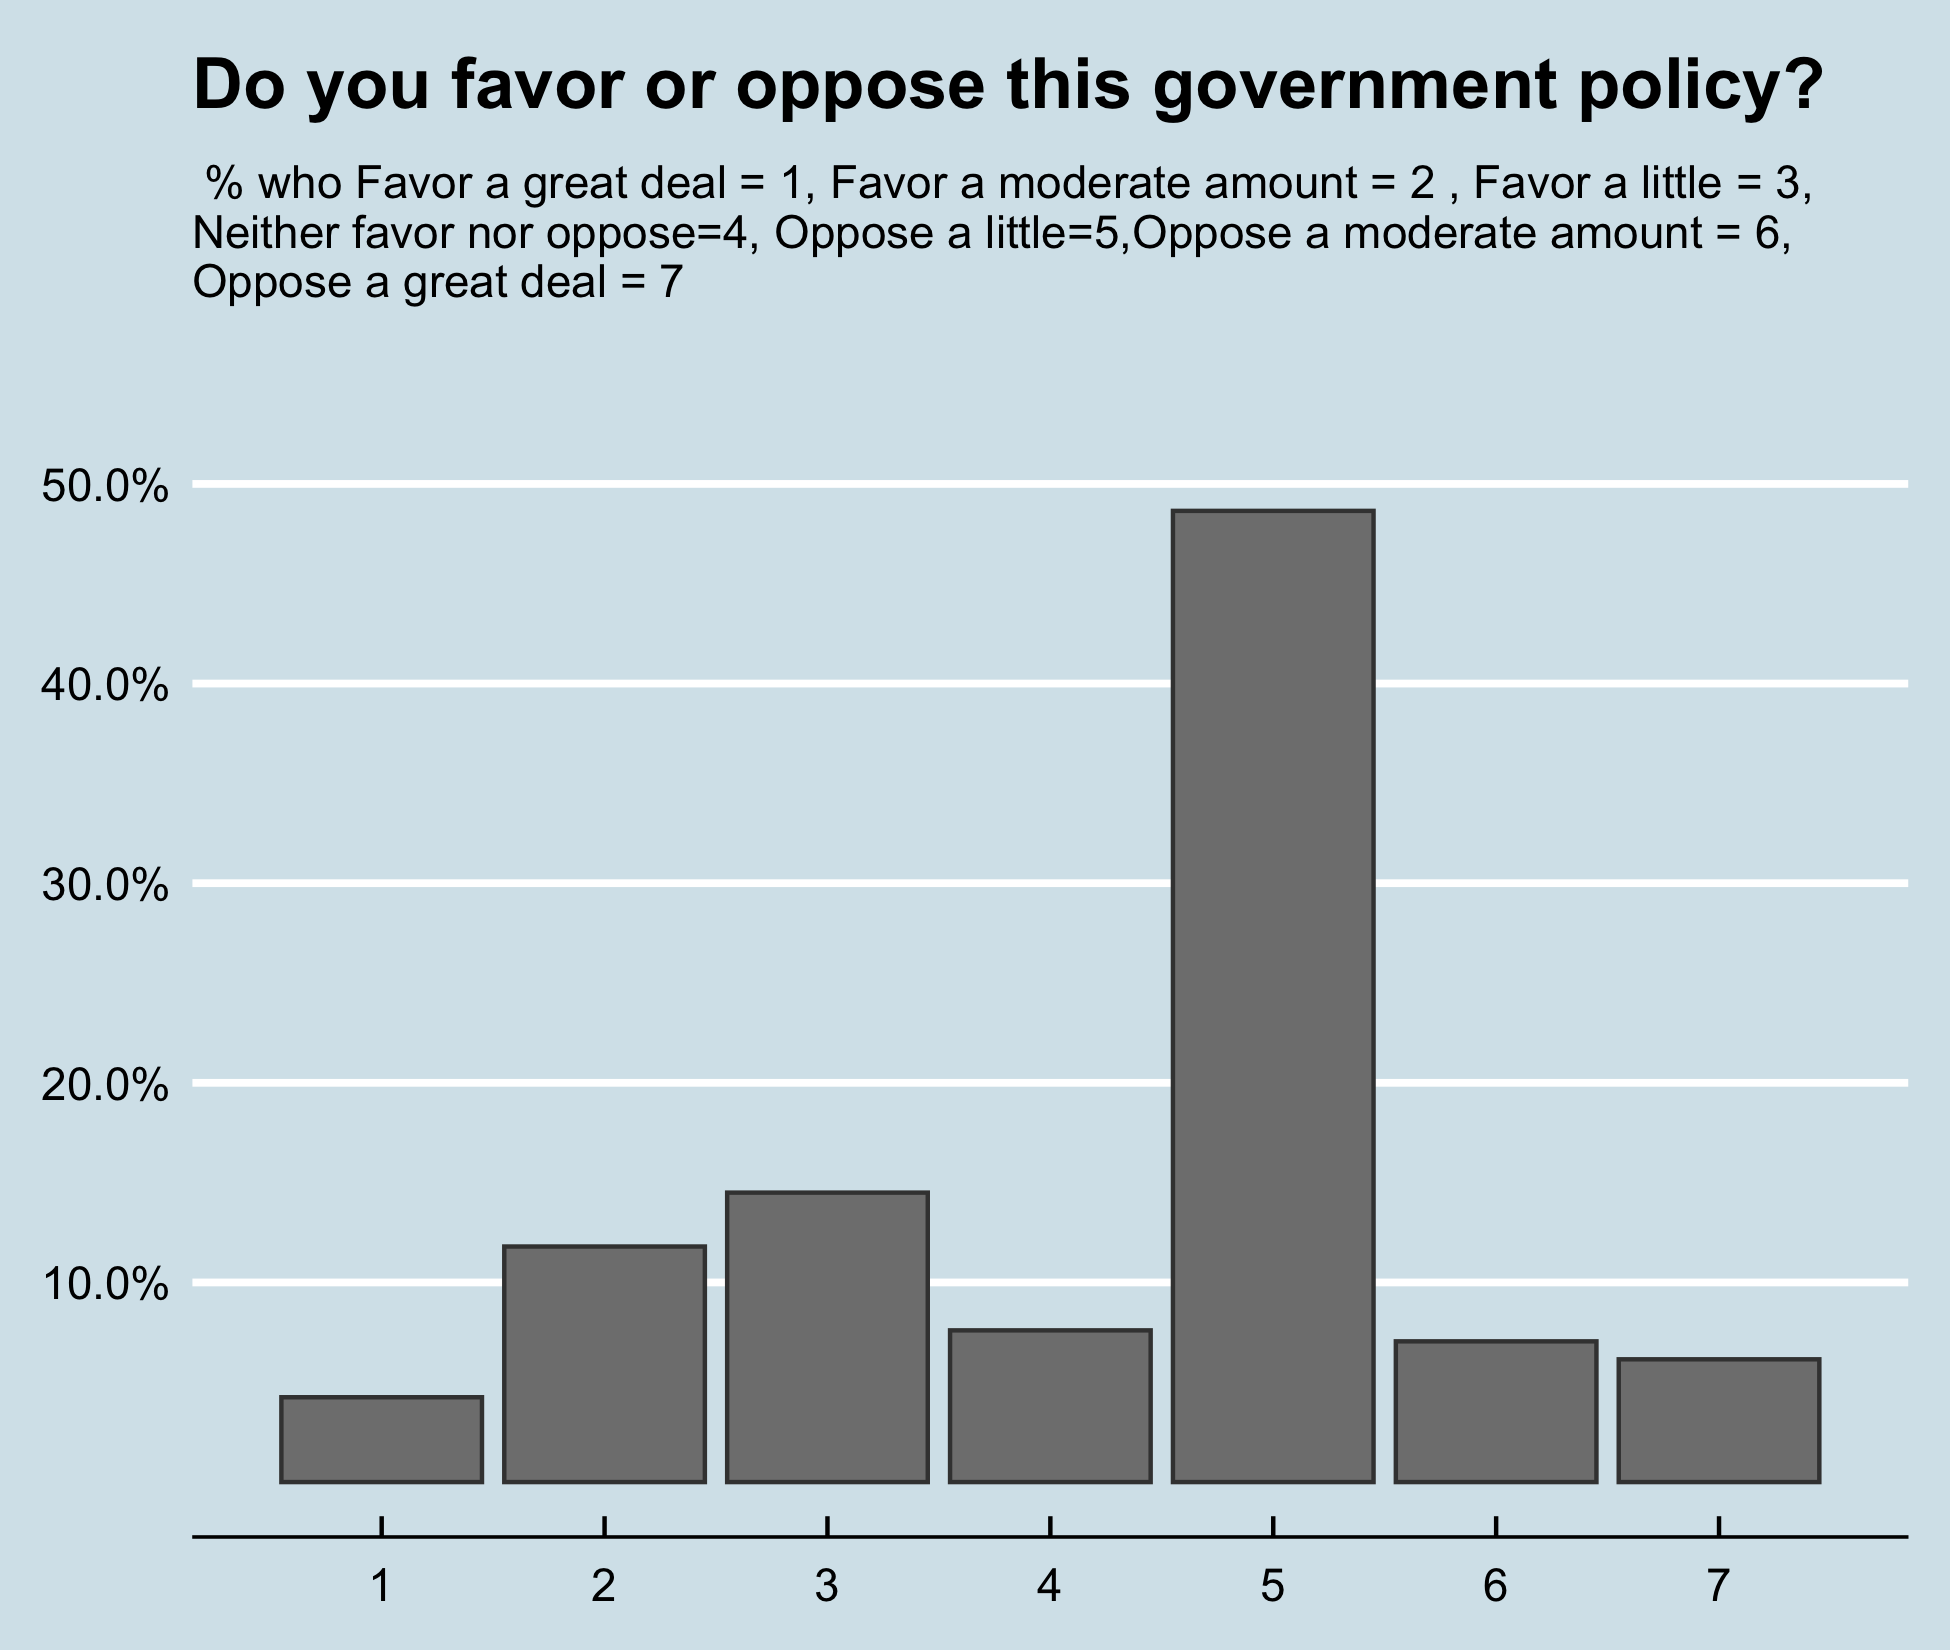 Do you favor or oppose this government policy?
% who Favor a great deal = 1, Favor a moderate amount = 2 , Favor a little = 3,
Neither favor nor oppose=4, Oppose a little=5,Oppose a moderate amount = 6,
Oppose a great deal = 7
50.0%
40.0%
30.0%
20.0%
10.0%
1 2 3 4 5 6 7